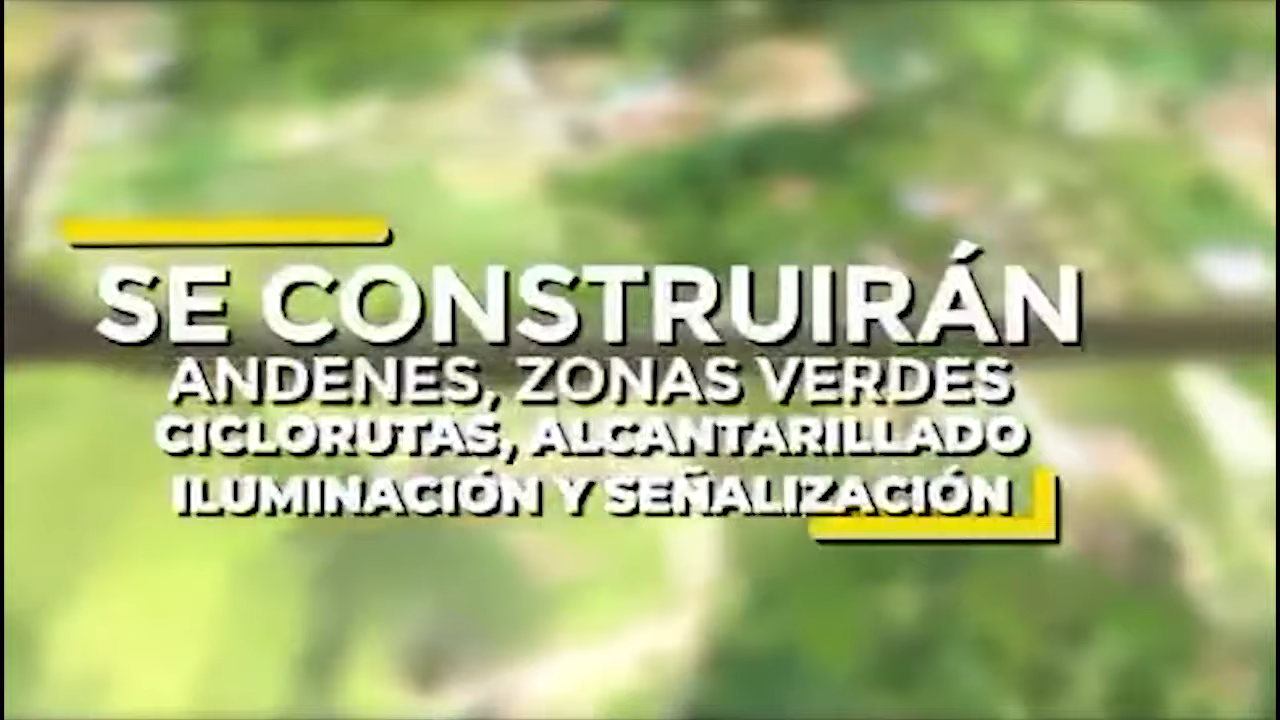 SE CONSTRUIRÁN
ANDENES, ZONAS VERDES
CICLORUTAS, ALCANTARILLADO
ILUMINACIÓN Y SEÑALIZACIÓN